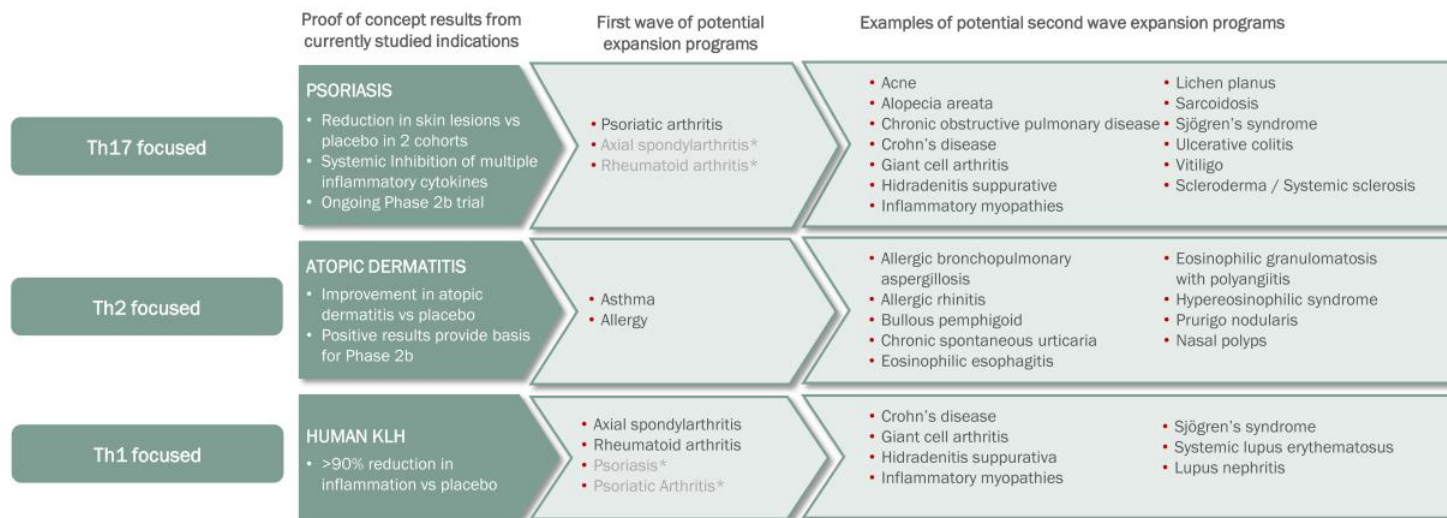 Proof of concept results from
currently studied indications
First wave of potential
expansion programs
Examples of potential second wave expansion programs
Th17 focused
PSORIASIS
• Reduction in skin lesions vs
placebo in 2 cohorts
• Systemic Inhibition of multiple
inflammatory cytokines
• Ongoing Phase 2b trial
• Psoriatic arthritis
• Axial spondylarthritis*
• Rheumatoid arthritis*
• Acne
• Alopecia areata
• Chronic obstructive pulmonary disease
• Crohn's disease
• Giant cell arthritis
• Hidradenitis suppurative
• Inflammatory myopathies
• Lichen planus
• Sarcoidosis
• Sjögren's syndrome
• Ulcerative colitis
• Vitiligo
• Scleroderma / Systemic sclerosis
Th2 focused
ATOPIC DERMATITIS
• Improvement in atopic
dermatitis vs placebo
• Positive results provide basis
for Phase 2b
• Asthma
• Allergy
• Allergic bronchopulmonary
aspergillosis
• Allergic rhinitis
• Bullous pemphigoid
• Chronic spontaneous urticaria
• Eosinophilic esophagitis
• Eosinophilic granulomatosis
with polyangiitis
• Hypereosinophilic syndrome
• Prurigo nodularis
• Nasal polyps
Th1 focused
HUMAN KLH
• >90% reduction in
inflammation vs placebo
• Axial spondylarthritis
• Rheumatoid arthritis
• Psoriasis*
• Psoriatic Arthritis*
• Crohn's disease
• Giant cell arthritis
• Hidradenitis suppurativa
• Inflammatory myopathies
• Sjögren's syndrome
• Systemic lupus erythematosus
• Lupus nephritis